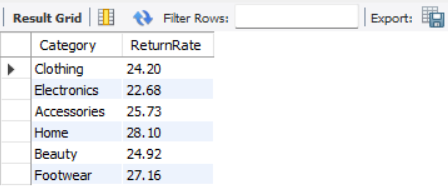 Result Grid Filter Rows: Export:
Category ReturnRate
Clothing 24.20
Electronics 22.68
Accessories 25.73
Home 28.10
Beauty 24.92
Footwear 27.16